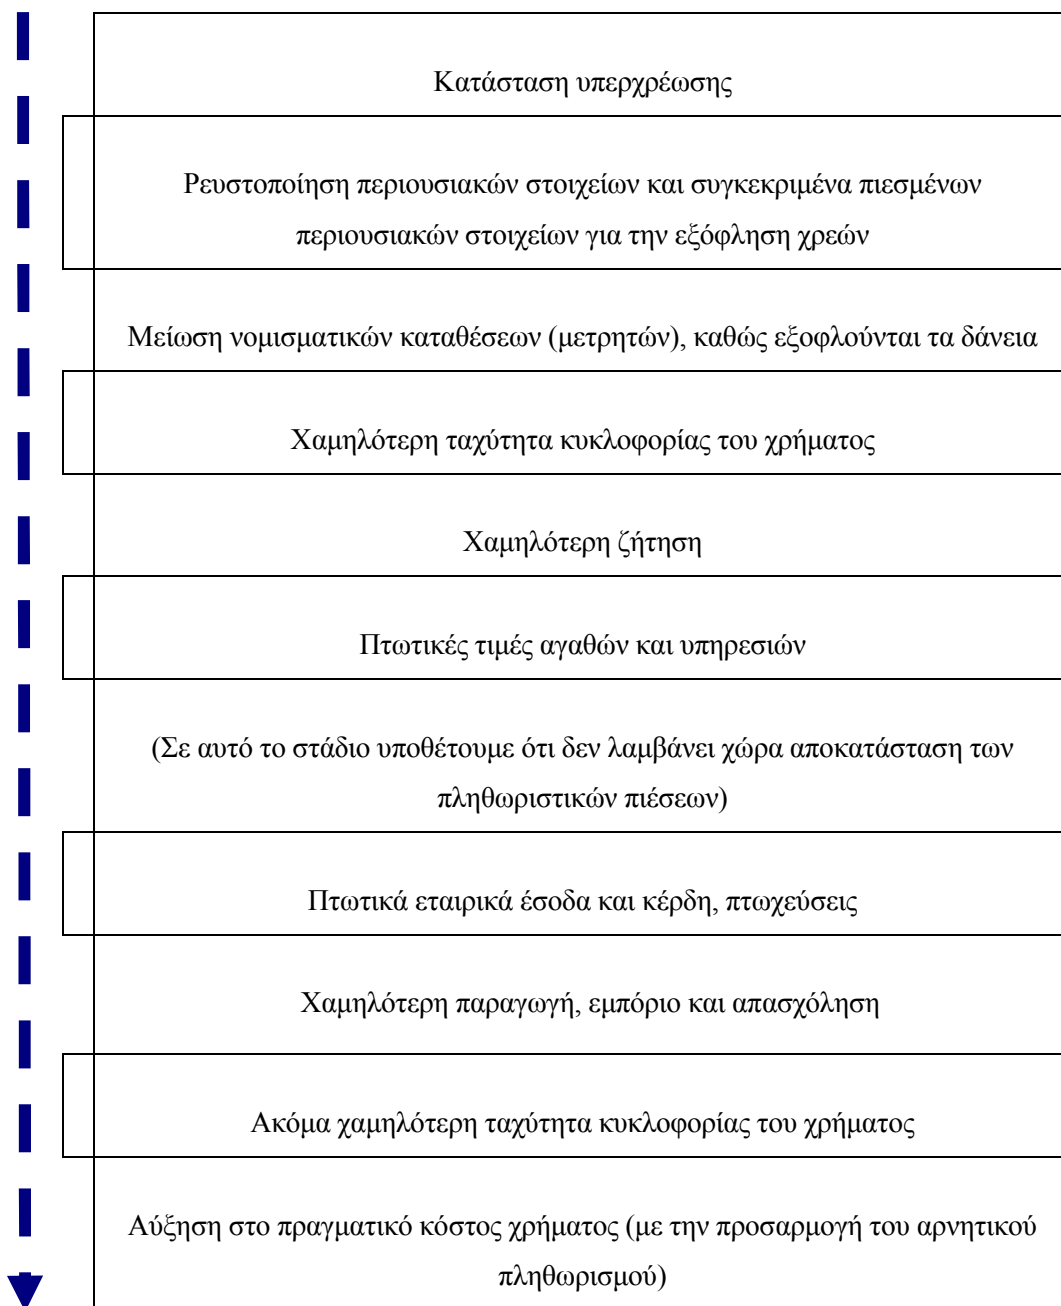 Κατάσταση υπερχρέωσης
Ρευστοποίηση περιουσιακών στοιχείων και συγκεκριμένα πιεσμένων
περιουσιακών στοιχείων για την εξόφληση χρεών
Μείωση νομισματικών καταθέσεων (μετρητών), καθώς εξοφλούνται τα δάνεια
Χαμηλότερη ταχύτητα κυκλοφορίας του χρήματος
Χαμηλότερη ζήτηση
Πτωτικές τιμές αγαθών και υπηρεσιών
(Σε αυτό το στάδιο υποθέτουμε ότι δεν λαμβάνει χώρα αποκατάσταση των
πληθωριστικών πιέσεων)
Πτωτικά εταιρικά έσοδα και κέρδη, πτωχεύσεις
Χαμηλότερη παραγωγή, εμπόριο και απασχόληση
Ακόμα χαμηλότερη ταχύτητα κυκλοφορίας του χρήματος
Αύξηση στο πραγματικό κόστος χρήματος (με την προσαρμογή του αρνητικού
πληθωρισμού)